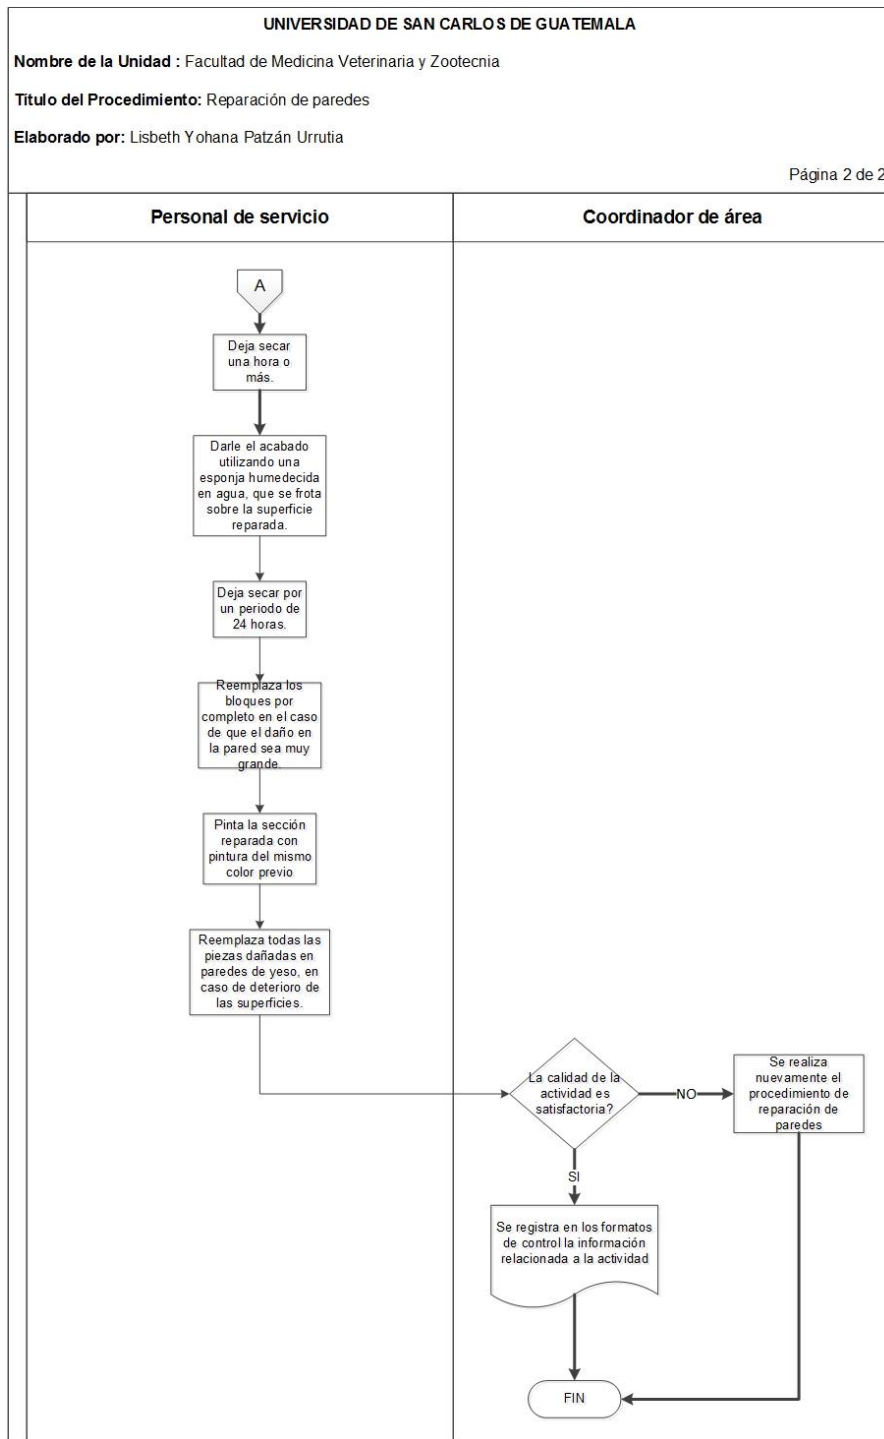 UNIVERSIDAD DE SAN CARLOS DE GUATEMALA
Nombre de la Unidad : Facultad de Medicina Veterinaria y Zootecnia
Título del Procedimiento: Reparación de paredes
Elaborado por: Lisbeth Yohana Patzán Urrutia
Página 2 de 2
Personal de servicio
Coordinador de área
A
Deja secar
una hora o
más.
Darle el acabado
utilizando una
esponja humedecida
en agua, que se frota
sobre la superficie
reparada.
Deja secar por
un periodo de
24 horas.
Reemplaza los
bloques por
completo en el caso
de que el daño en
la pared sea muy
grande.
Pinta la sección
reparada con
pintura del mismo
color previo
Reemplaza todas las
piezas dañadas en
paredes de yeso, en
caso de deterioro de
las superficies.
La calidad de la
actividad es
satisfactoria?
NO
Se realiza
nuevamente el
procedimiento de
reparación de
paredes
SI
Se registra en los formatos
de control la información
relacionada a la actividad
FIN